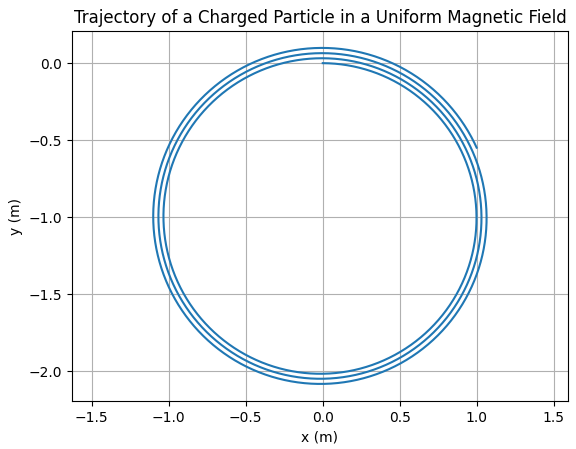 Trajectory of a Charged Particle in a Uniform Magnetic Field
0.0
−0.5
−1.0
−1.5
−2.0
y (m)
−1.5 −1.0 −0.5 0.0 0.5 1.0 1.5
x (m)